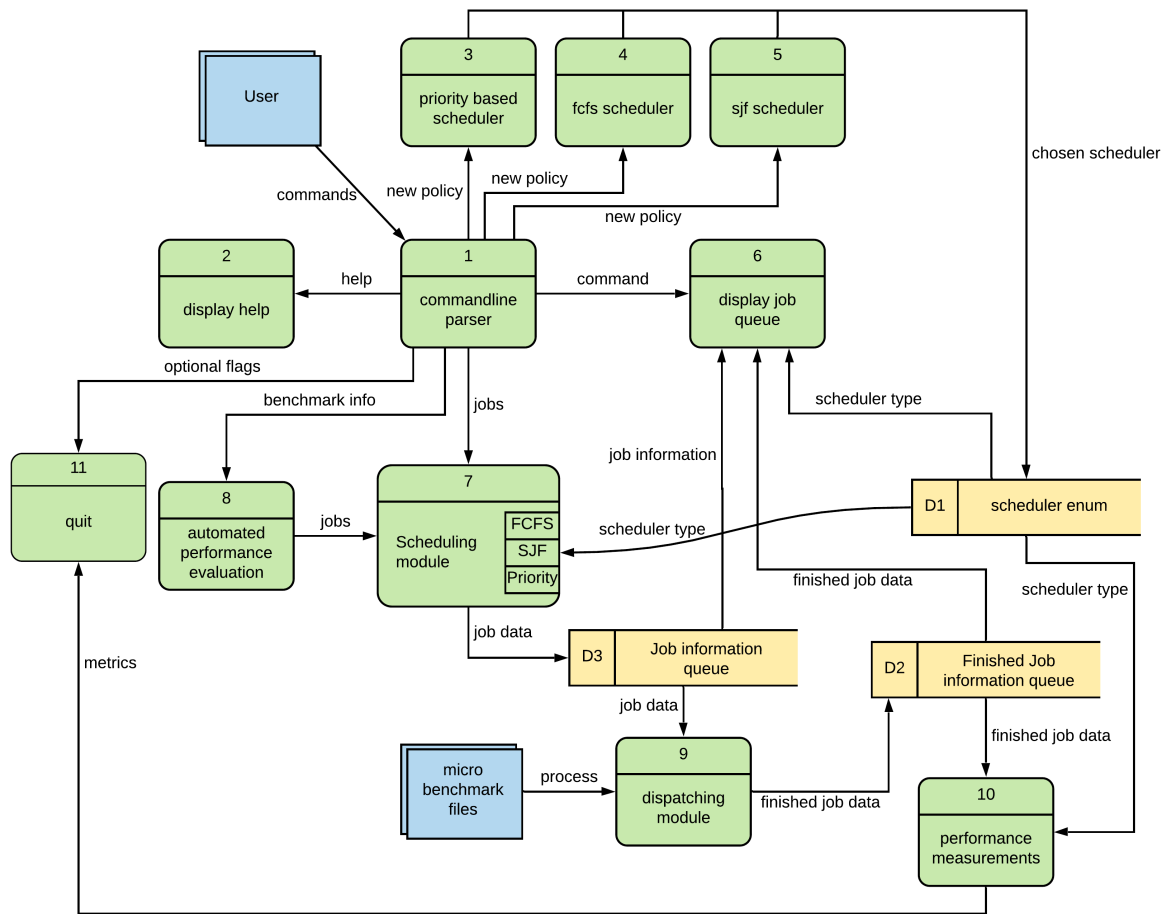 3
4
5
User
priority based
scheduler
fcfs scheduler
sjf scheduler
chosen scheduler
commands
new policy
new policy
new policy
2
display help
help
1
commandline
parser
command
6
display job
queue
optional flags
benchmark info
jobs
scheduler type
job information
11
quit
8
automated
performance
evaluation
jobs
7
Scheduling
module
FCFS
SJF
Priority
scheduler type
D1
scheduler enum
finished job data
scheduler type
job data
D3
Job information
queue
D2
Finished Job
information queue
metrics
job data
finished job data
micro
benchmark
files
process
9
dispatching
module
finished job data
10
performance
measurements